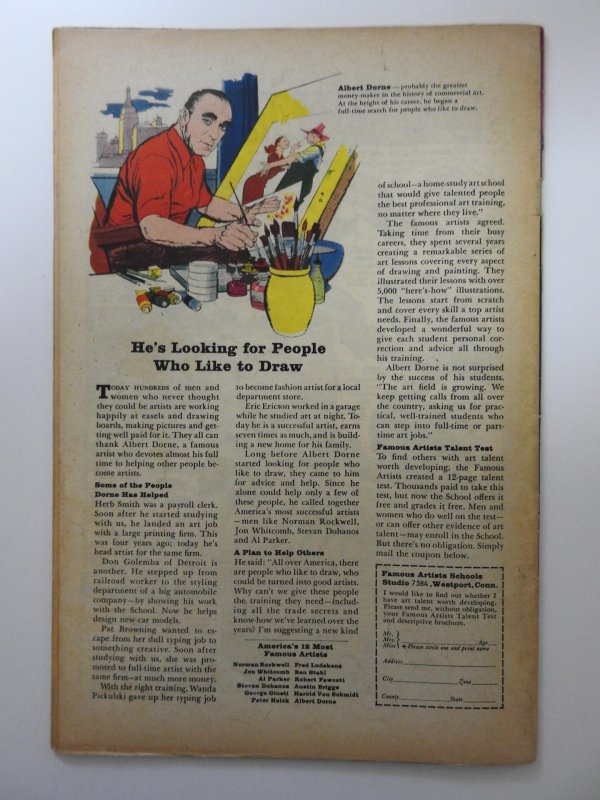 Albert Dorne—probably the greatest
money-maker in the history of commercial art.
At the height of his career, he began a
full-time search for people who like to draw.
He's Looking for People
Who Like to Draw
TODAY HUNDREDS of men and
women who never thought
they could be artists are working
happily at easels and drawing
boards, making pictures and get-
ting well paid for it. They all can
thank Albert Dorne, a famous
artist who devotes almost his full
time to helping other people be-
come artists.
Some of the People
Dorne Has Helped
Herb Smith was a payroll clerk.
Soon after he started studying
with us, he landed an art job
with a large printing firm. This
was four years ago; today he's
head artist for the same firm.
Don Golemba of Detroit is
another. He stepped up from
railroad worker to the styling
department of a big automobile
company—by showing his work
with the School. Now he helps
design new-car models.
Pat Browning wanted to es-
cape from her dull typing job to
something creative. Soon after
studying with us, she was pro-
moted to full-time artist with the
same firm—at much more money.
With the right training, Wanda
Pickulski gave up her typing job
to become fashion artist for a local
department store.
Eric Ericson worked in a garage
while he studied art at night. To-
day he is a successful artist, earns
seven times as much, and is build-
ing a new home for his family.
Long before Albert Dorne
started looking for people who
like to draw, they came to him
for advice and help. Since he
alone could help only a few of
these people, he called together
America's most successful artists
—men like Norman Rockwell,
Jon Whitcomb, Stevan Dohanos
and Al Parker.
A Plan to Help Others
He said: "All over America, there
are people who like to draw, who
could be turned into good artists.
Why can't we give these people
the training they need—includ-
ing all the trade secrets and
know-how we've learned over the
years? I'm suggesting a new kind
America's 12 Most
Famous Artists
Norman Rockwell Fred Ludekens
Jon Whitcomb Ben Stahl
Al Parker Robert Fawcett
Stevan Dohanos Austin Briggs
George Giusti Harold Von Schmidt
Peter Helck Albert Dorne
of school—a home-study art school
that would give talented people
the best professional art training,
no matter where they live."
The famous artists agreed.
Taking time from their busy
careers, they spent several years
creating a remarkable series of
art lessons covering every aspect
of drawing and painting. They
illustrated their lessons with over
5,000 "here's-how" illustrations.
The lessons start from scratch
and cover every skill a top artist
needs. Finally, the famous artists
developed a wonderful way to
give each student personal cor-
rection and advice all through
his training.
Albert Dorne is not surprised
by the success of his students.
"The art field is growing. We
keep getting calls from all over
the country, asking us for prac-
tical, well-trained students who
can step into full-time or part-
time art jobs."
Famous Artists Talent Test
To find others with art talent
worth developing, the Famous
Artists created a 12-page talent
test. Thousands paid to take this
test, but now the School offers it
free and grades it free. Men and
women who do well on the test—
or can offer other evidence of art
talent—may enroll in the School.
But there's no obligation. Simply
mail the coupon below.
Famous Artists Schools
Studio 7584, Westport, Conn.
I would like to find out whether I
have art talent worth developing.
Please send me, without obligation,
your Famous Artists Talent Test
and descriptive brochure.
Mr.
Mrs. Age
Miss Please circle one and print name
Address
City Zone
County State